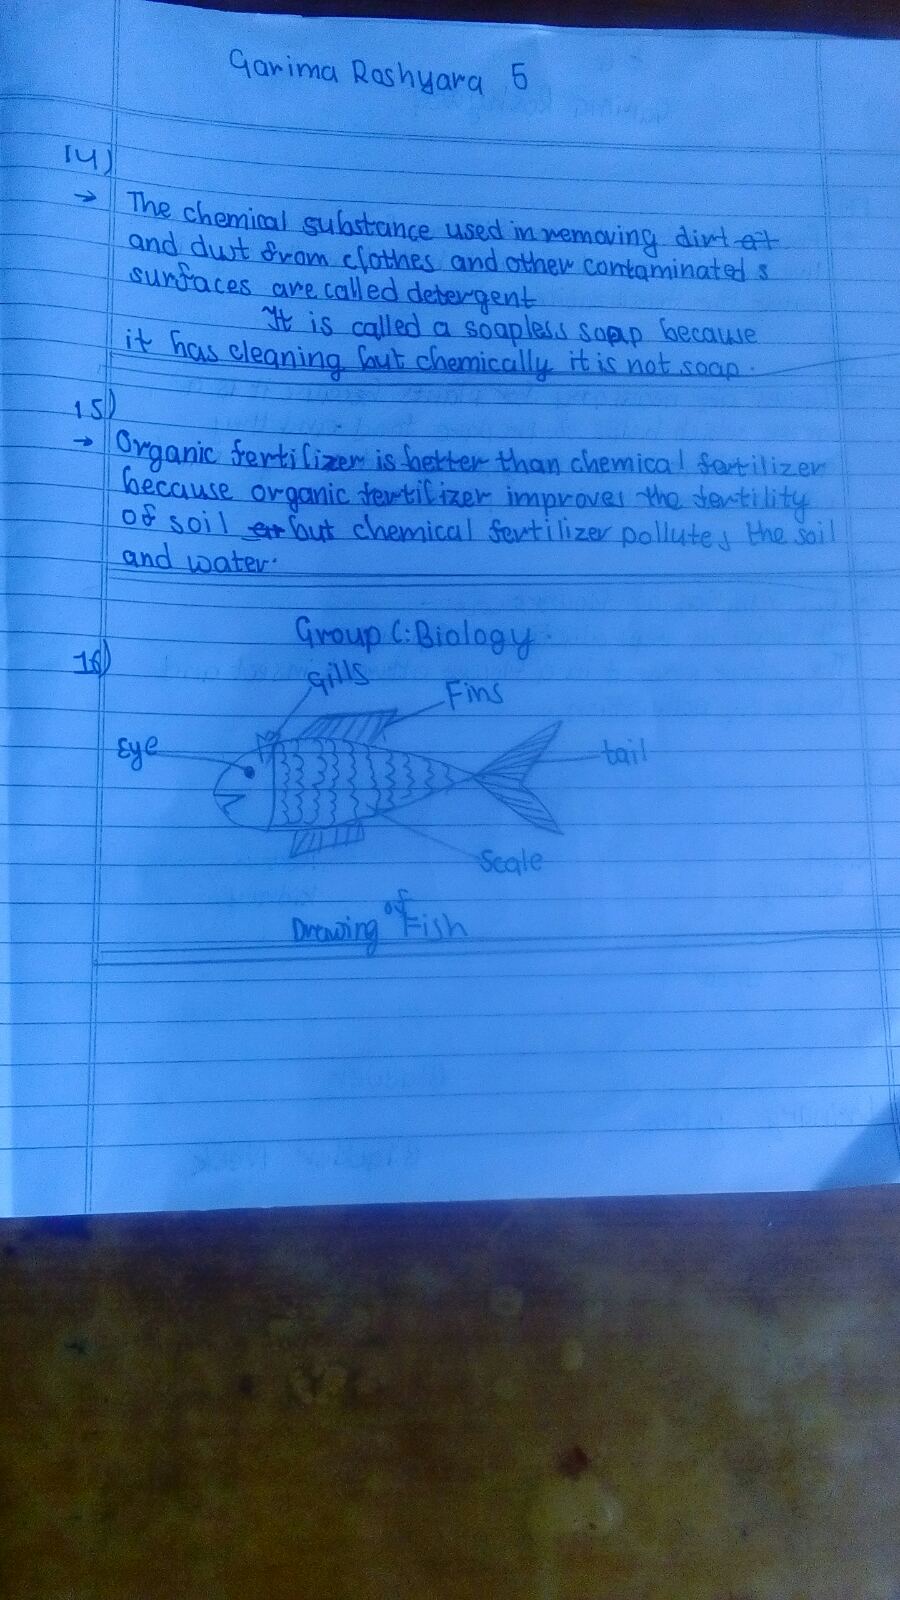 Garima Roshyara 5
14)
→ The chemical substance used in removing dirt at
and dust from clothes and other contaminated s
surfaces are called detergent
It is called a soapless soap because
it has cleaning but chemically it is not soap.
15)
→ Organic fertilizer is better than chemical fertilizer
because organic fertilizer improves the fertility
of soil but chemical fertilizer pollutes the soil
and water.
Group C: Biology.
16)
Gills
Fins
Eye
tail
Scale
Drawing of Fish